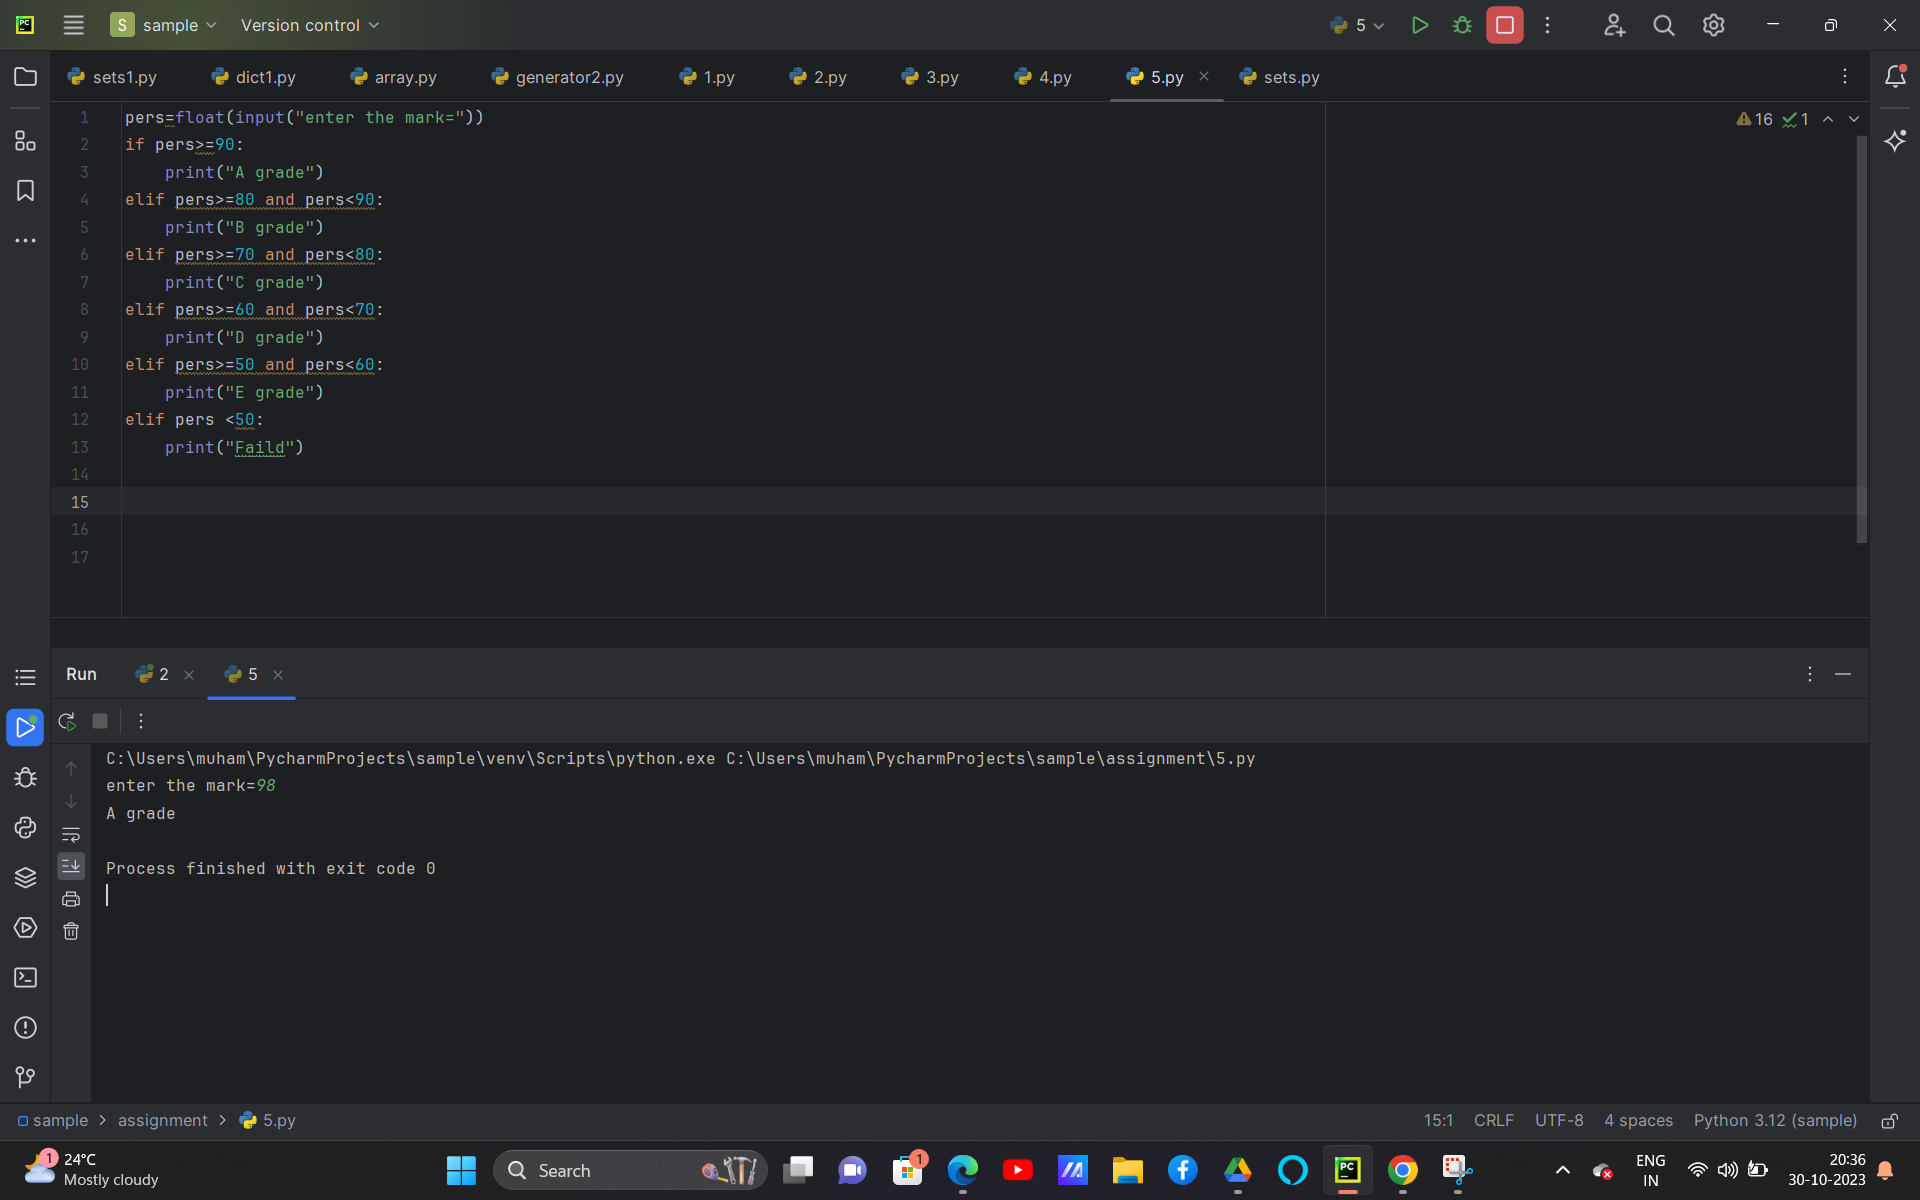 S sample Version control 5
sets1.py dict1.py array.py generator2.py 1.py 2.py 3.py 4.py 5.py sets.py
16 1
1 pers=float(input("enter the mark="))
2 if pers>=90:
3 print("A grade")
4 elif pers>=80 and pers<90:
5 print("B grade")
6 elif pers>=70 and pers<80:
7 print("C grade")
8 elif pers>=60 and pers<70:
9 print("D grade")
10 elif pers>=50 and pers<60:
11 print("E grade")
12 elif pers <50:
13 print("Faild")
14
15
16
17
Run 2 5
C:\Users\muham\PycharmProjects\sample\venv\Scripts\python.exe C:\Users\muham\PycharmProjects\sample\assignment\5.py
enter the mark=98
A grade
Process finished with exit code 0
sample > assignment > 5.py 15:1 CRLF UTF-8 4 spaces Python 3.12 (sample)
1 24°C
Mostly cloudy
Search
1
PC
ENG
IN
20:36
30-10-2023